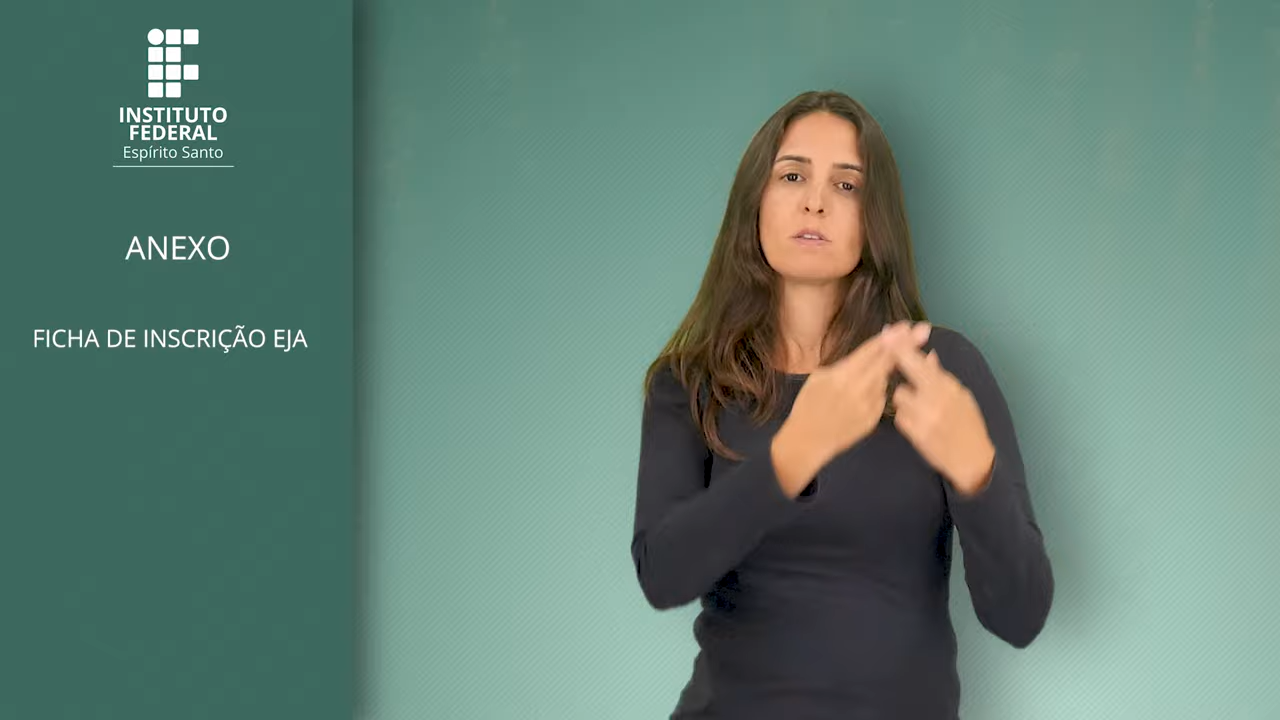 INSTITUTO
FEDERAL
Espírito Santo
ANEXO
FICHA DE INSCRIÇÃO EJA